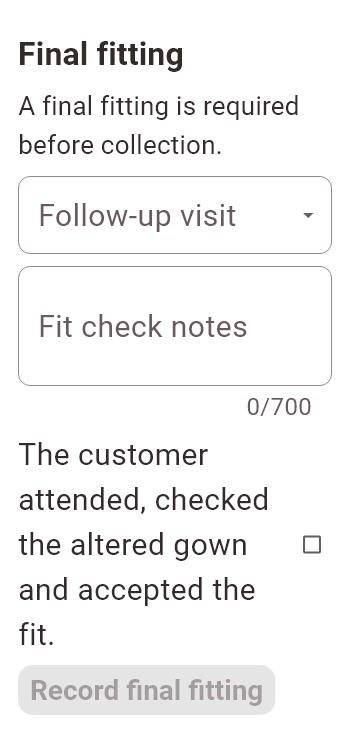 Final fitting
A final fitting is required
before collection.
Follow-up visit
Fit check notes
0/700
The customer
attended, checked
the altered gown
and accepted the
fit.
Record final fitting